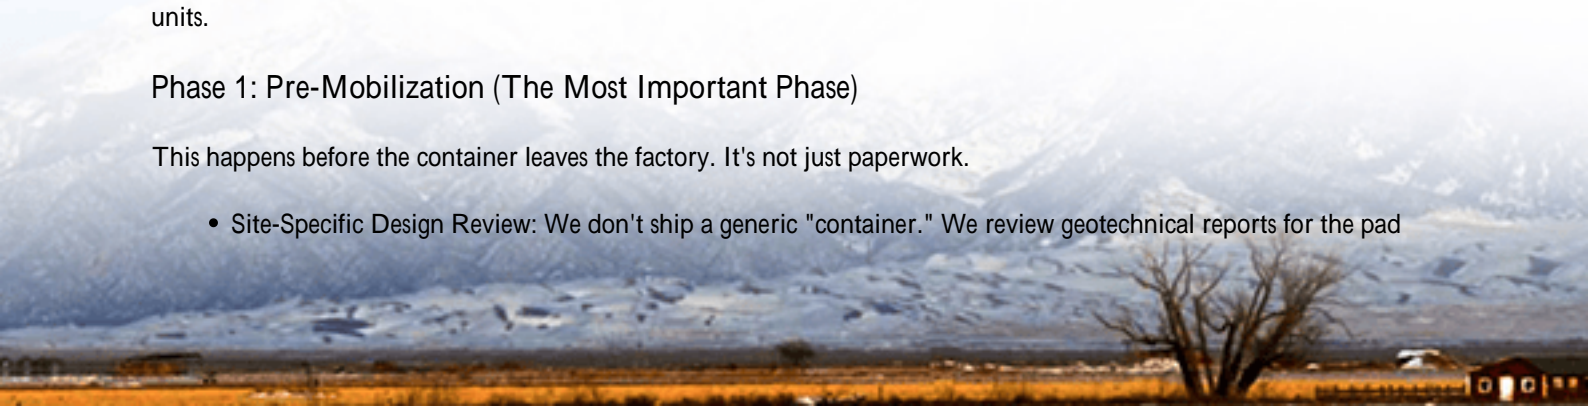 units.
Phase 1: Pre-Mobilization (The Most Important Phase)
This happens before the container leaves the factory. It's not just paperwork.
• Site-Specific Design Review: We don't ship a generic "container." We review geotechnical reports for the pad